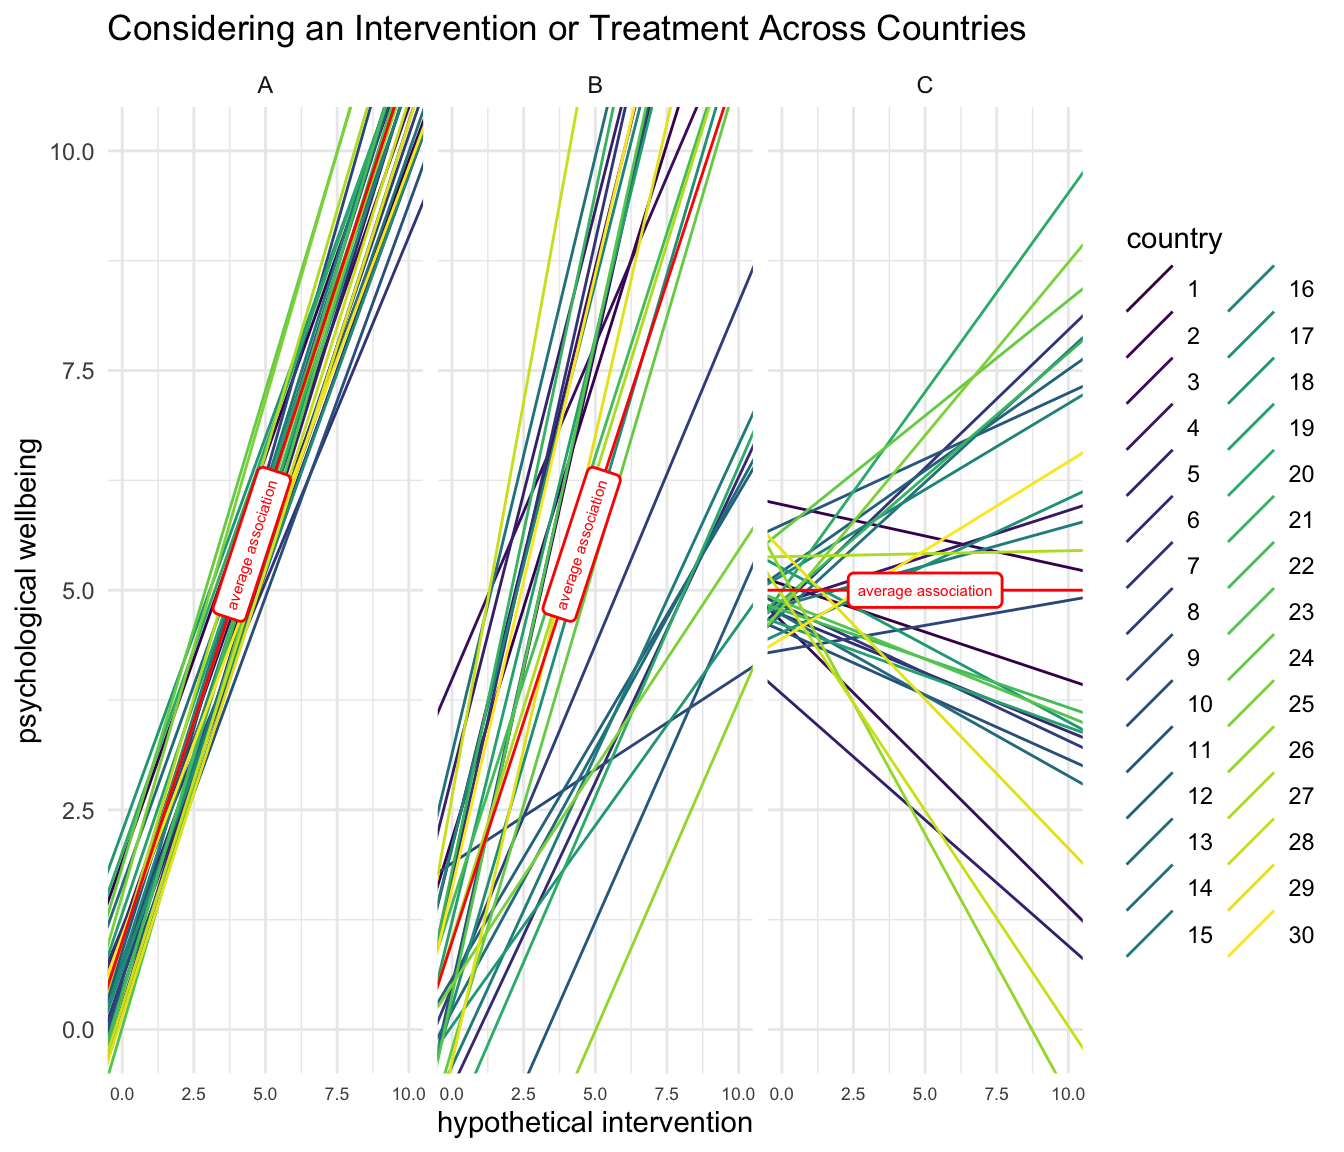 Considering an Intervention or Treatment Across Countries
A
B
C
10.0
7.5
5.0
2.5
0.0
psychological wellbeing
average association
average association
average association
0.0 2.5 5.0 7.5 10.0
0.0 2.5 5.0 7.5 10.0
0.0 2.5 5.0 7.5 10.0
hypothetical intervention
country
1
2
3
4
5
6
7
8
9
10
11
12
13
14
15
16
17
18
19
20
21
22
23
24
25
26
27
28
29
30